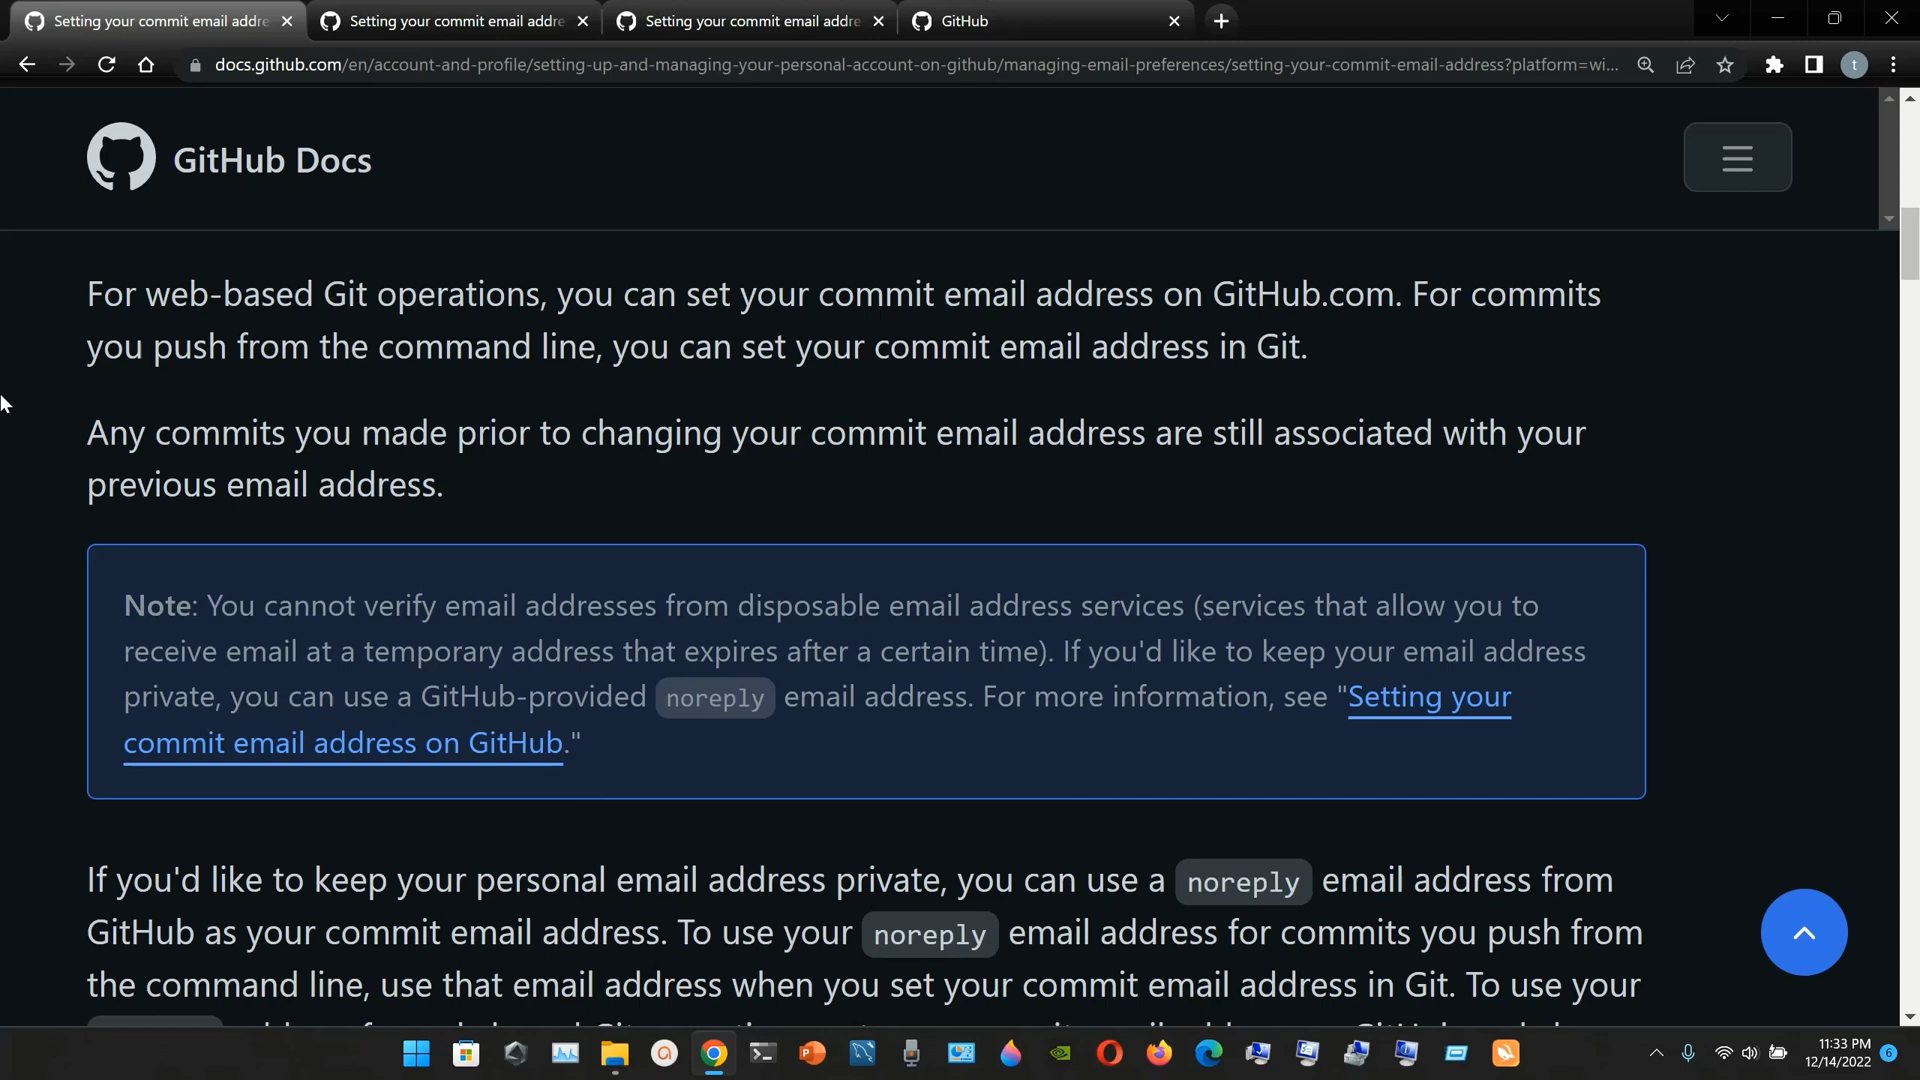 Setting your commit email addre
Setting your commit email addre
Setting your commit email addre
GitHub
docs.github.com/en/account-and-profile/setting-up-and-managing-your-personal-account-on-github/managing-email-preferences/setting-your-commit-email-address?platform=wi...
t
GitHub Docs
For web-based Git operations, you can set your commit email address on GitHub.com. For commits
you push from the command line, you can set your commit email address in Git.
Any commits you made prior to changing your commit email address are still associated with your
previous email address.
Note: You cannot verify email addresses from disposable email address services (services that allow you to
receive email at a temporary address that expires after a certain time). If you'd like to keep your email address
private, you can use a GitHub-provided noreply email address. For more information, see "Setting your
commit email address on GitHub."
If you'd like to keep your personal email address private, you can use a noreply email address from
GitHub as your commit email address. To use your noreply email address for commits you push from
the command line, use that email address when you set your commit email address in Git. To use your
11:33 PM
12/14/2022
6